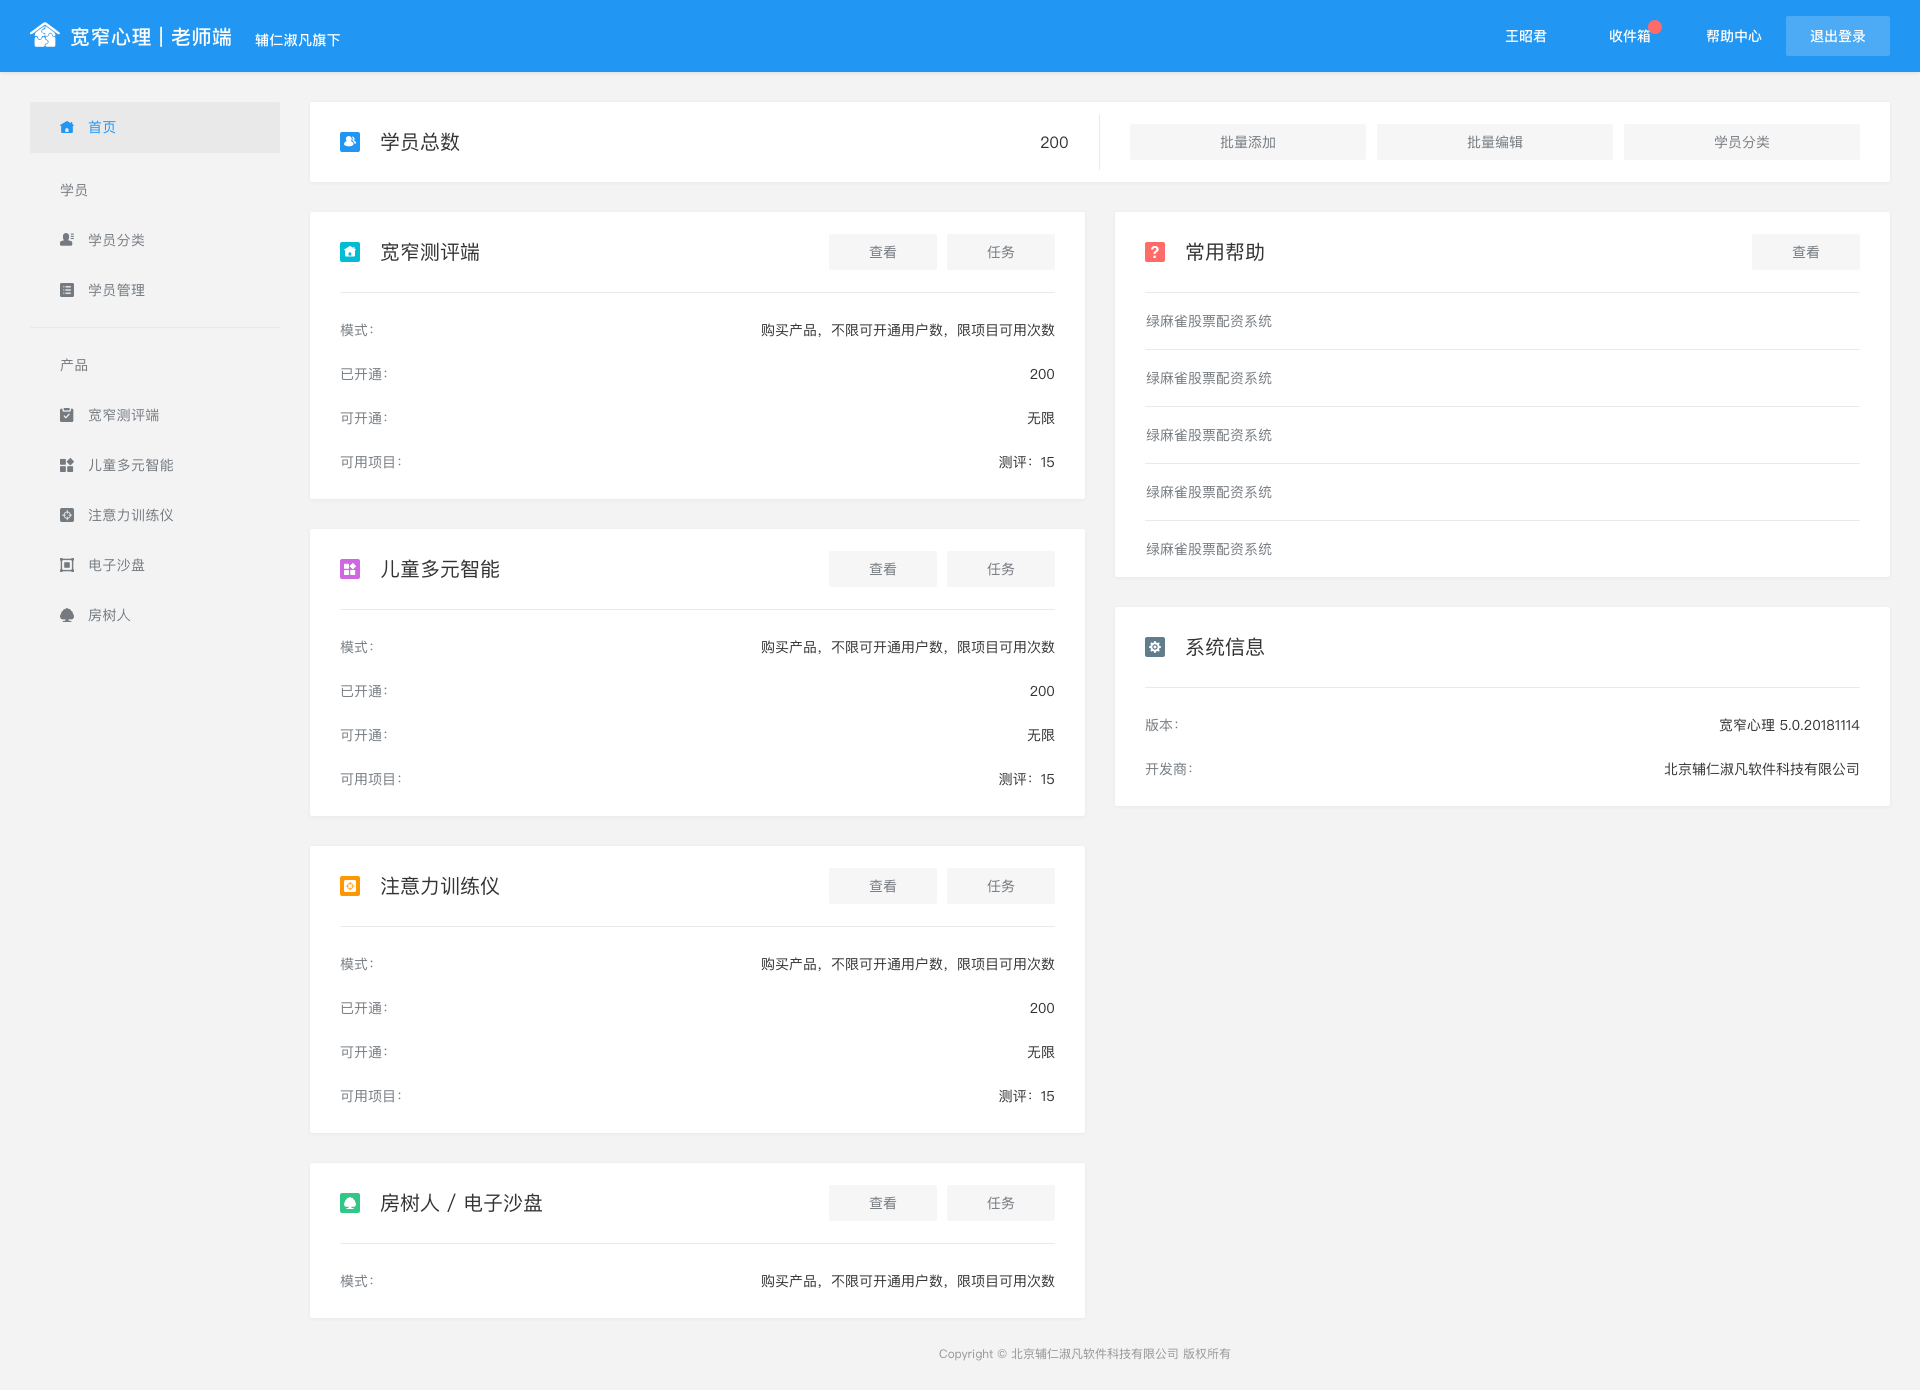 宽窄心理 | 老师端
辅仁淑凡旗下
王昭君
收件箱
帮助中心
退出登录
首页
学员
学员分类
学员管理
产品
宽窄测评端
儿童多元智能
注意力训练仪
电子沙盘
房树人
学员总数
200
批量添加
批量编辑
学员分类
宽窄测评端
查看
任务
模式：
购买产品，不限可开通用户数，限项目可用次数
已开通：
200
可开通：
无限
可用项目：
测评：15
儿童多元智能
查看
任务
模式：
购买产品，不限可开通用户数，限项目可用次数
已开通：
200
可开通：
无限
可用项目：
测评：15
注意力训练仪
查看
任务
模式：
购买产品，不限可开通用户数，限项目可用次数
已开通：
200
可开通：
无限
可用项目：
测评：15
房树人 / 电子沙盘
查看
任务
模式：
购买产品，不限可开通用户数，限项目可用次数
常用帮助
查看
绿麻雀股票配资系统
绿麻雀股票配资系统
绿麻雀股票配资系统
绿麻雀股票配资系统
绿麻雀股票配资系统
系统信息
版本：
宽窄心理 5.0.20181114
开发商：
北京辅仁淑凡软件科技有限公司
Copyright © 北京辅仁淑凡软件科技有限公司 版权所有